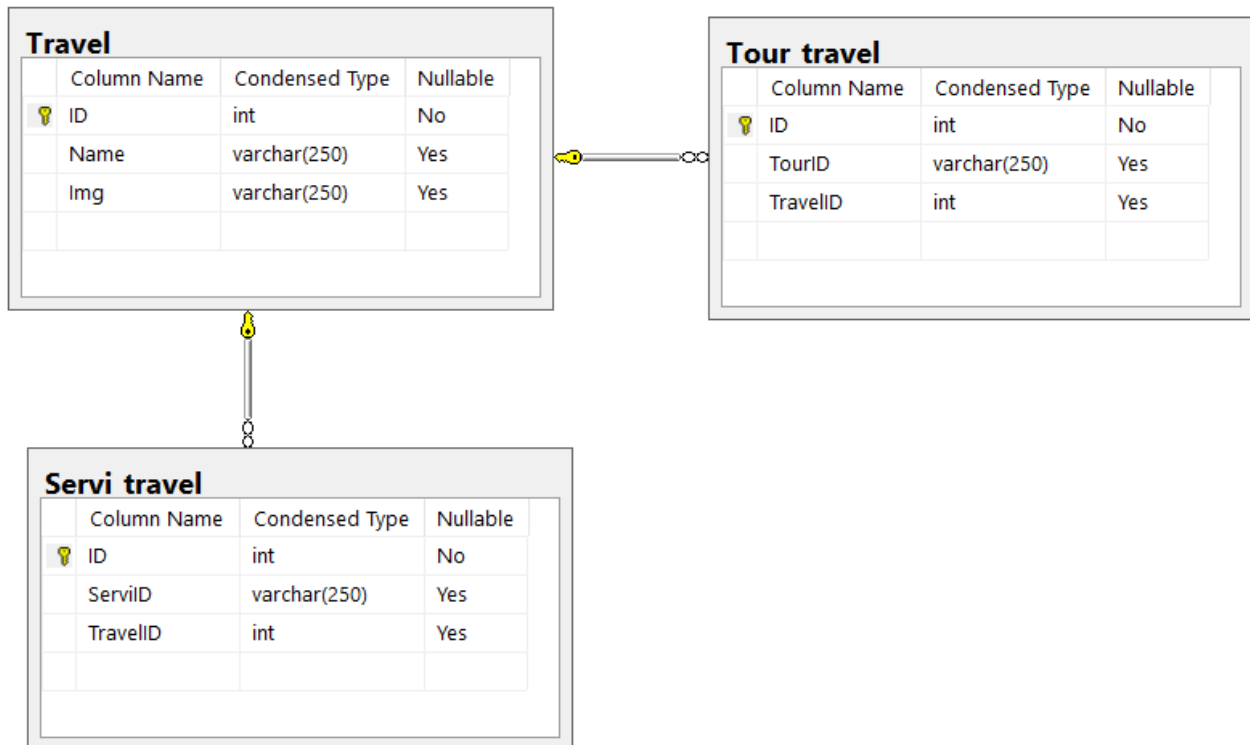 Travel
Column Name Condensed Type Nullable
ID int No
Name varchar(250) Yes
Img varchar(250) Yes
Tour travel
Column Name Condensed Type Nullable
ID int No
TourID varchar(250) Yes
TravelID int Yes
Servi travel
Column Name Condensed Type Nullable
ID int No
ServiID varchar(250) Yes
TravelID int Yes